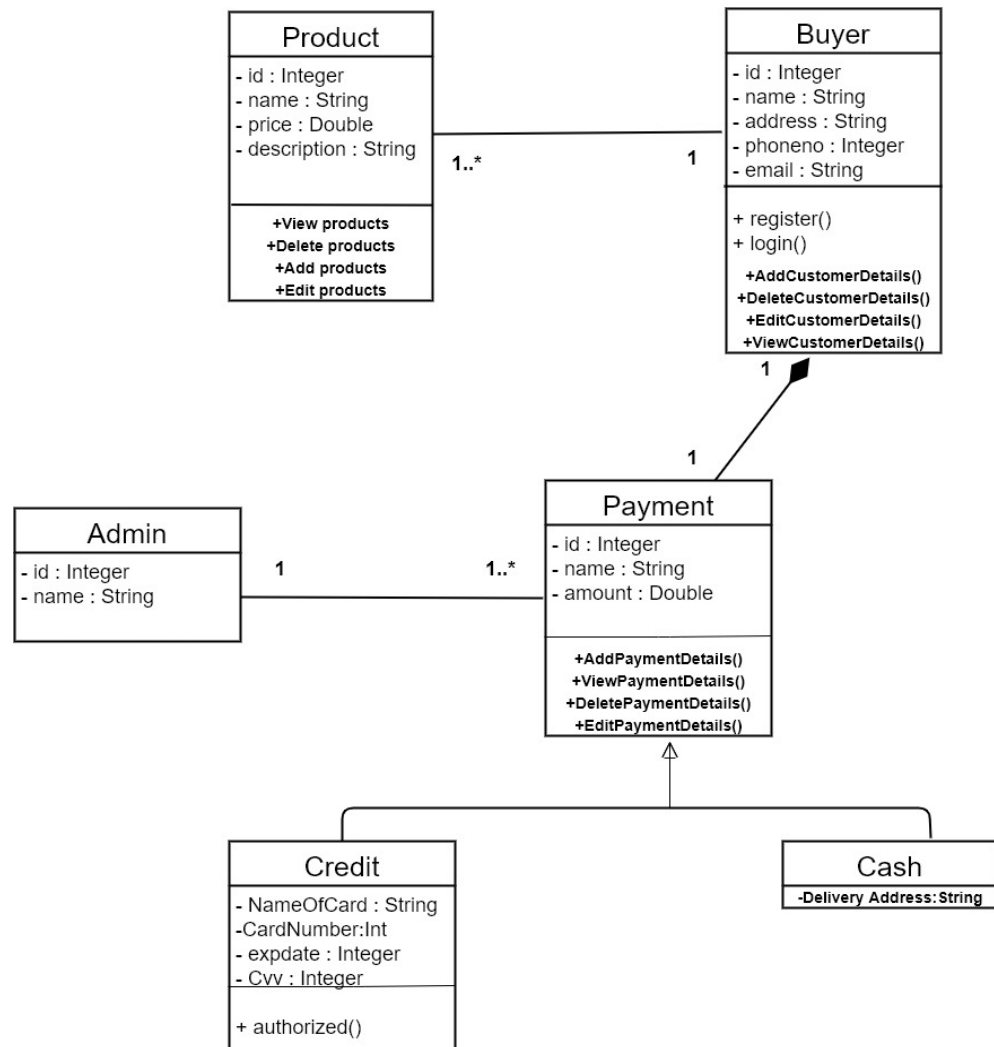 Product
- id : Integer
- name : String
- price : Double
- description : String
+View products
+Delete products
+Add products
+Edit products
1..*
1
Buyer
- id : Integer
- name : String
- address : String
- phoneno : Integer
- email : String
+ register()
+ login()
+AddCustomerDetails()
+DeleteCustomerDetails()
+EditCustomerDetails()
+ViewCustomerDetails()
1
1
Admin
- id : Integer
- name : String
1
1..*
Payment
- id : Integer
- name : String
- amount : Double
+AddPaymentDetails()
+ViewPaymentDetails()
+DeletePaymentDetails()
+EditPaymentDetails()
Credit
- NameOfCard : String
-CardNumber:Int
- expdate : Integer
- Cvv : Integer
+ authorized()
Cash
-Delivery Address:String